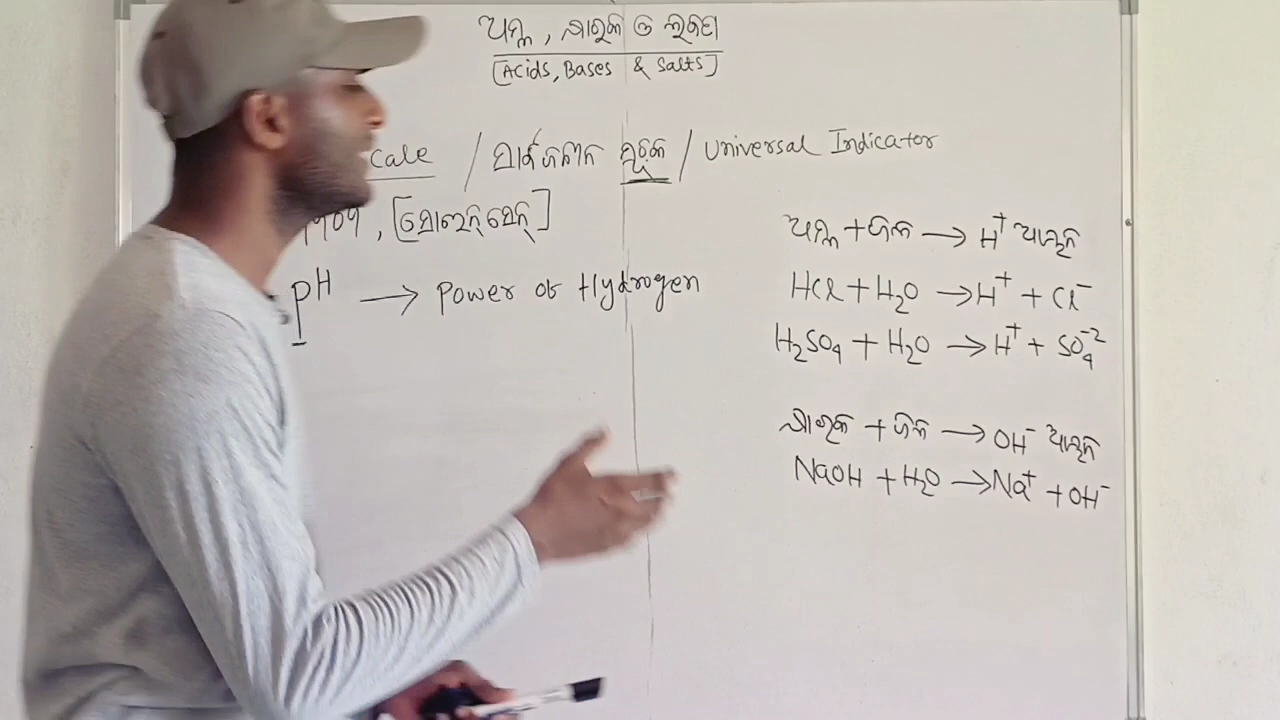 ଅମ୍ଳ, କ୍ଷାରକ ଓ ଲବଣ
[Acids, Bases & Salts]
cale / ସାର୍ବଜନୀନ ସୂଚକ / Universal Indicator
୧୯୦୨, [ସୋରେନ୍ ସେନ୍]
pH → Power of Hydrogen
ଅମ୍ଳ + ଜଳ → H⁺ ଆୟନ
HCl + H₂O → H⁺ + Cl⁻
H₂SO₄ + H₂O → H⁺ + SO₄⁻²
କ୍ଷାରକ + ଜଳ → OH⁻ ଆୟନ
NaOH + H₂O → Na⁺ + OH⁻